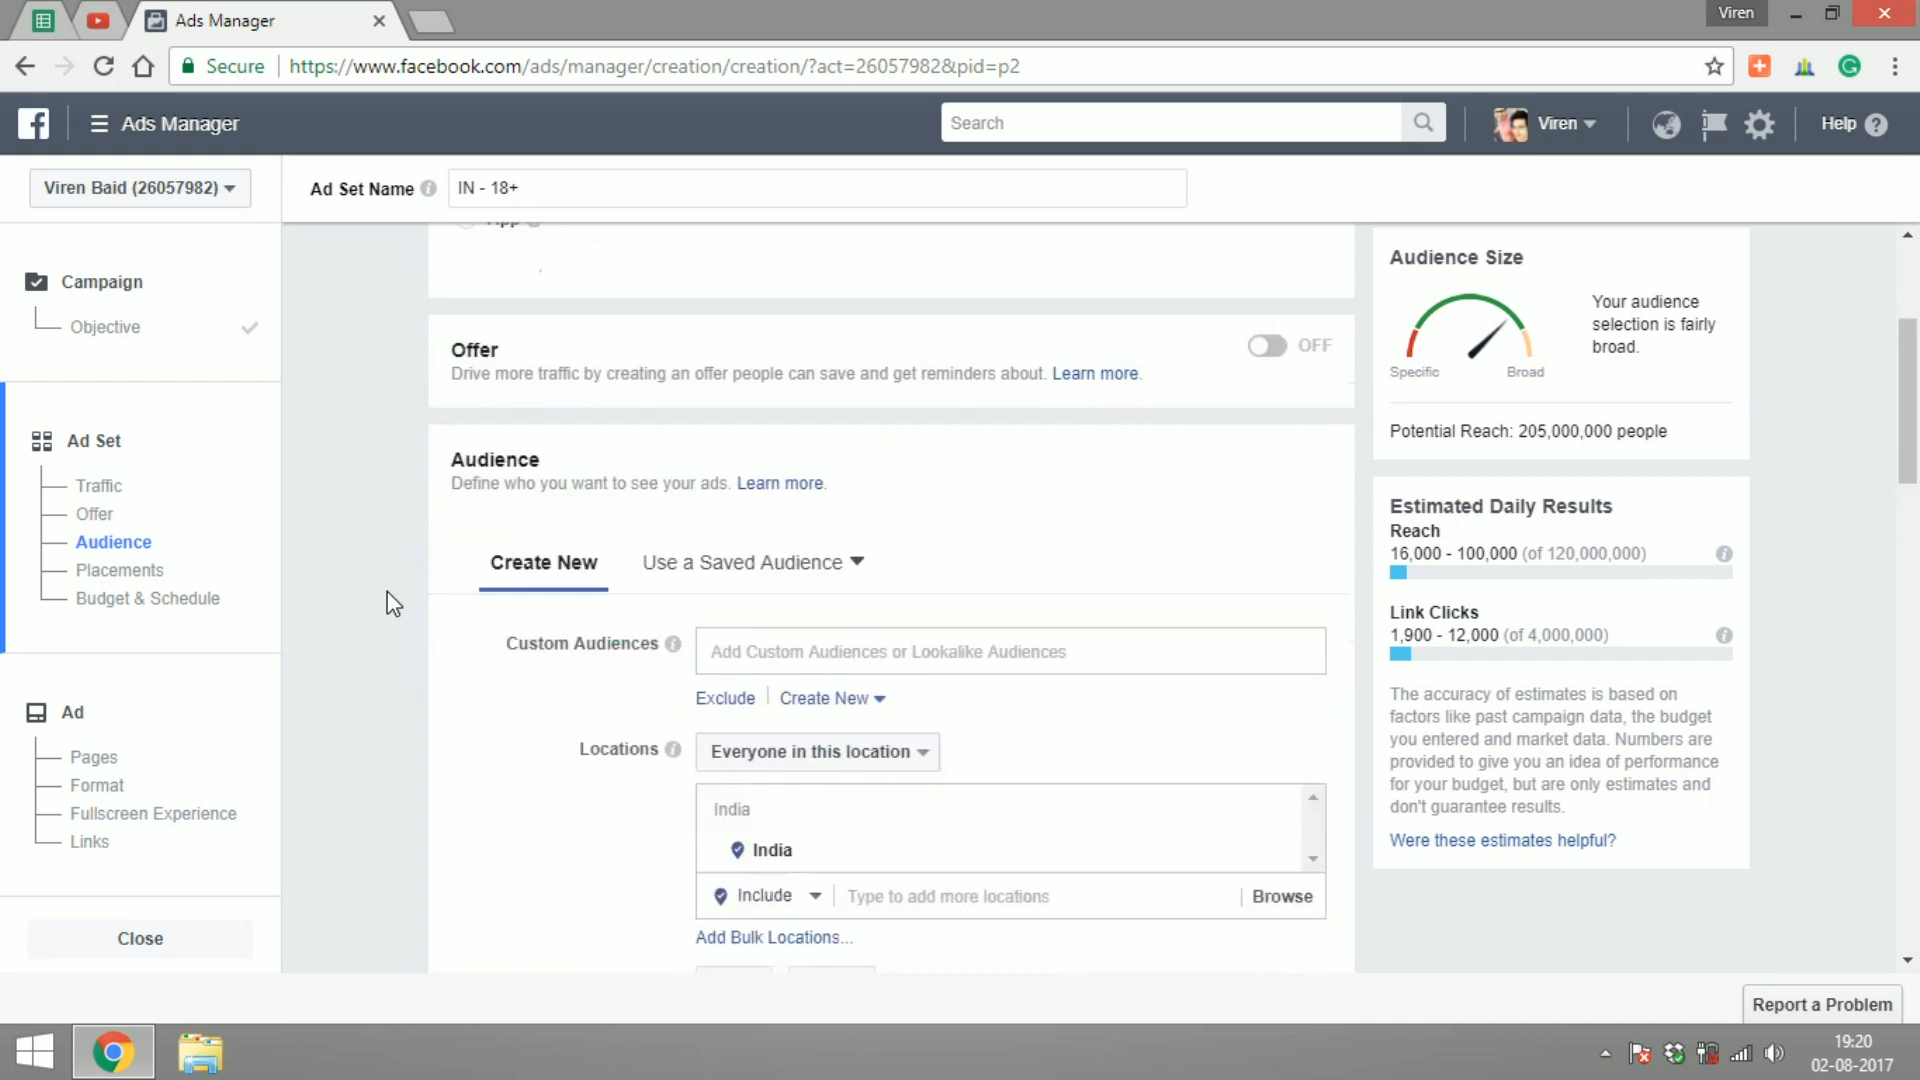 Ads Manager
Viren
Secure
https://www.facebook.com/ads/manager/creation/creation/?act=26057982&pid=p2
Ads Manager
Search
Viren
Help
Viren Baid (26057982)
Ad Set Name
IN - 18+
Campaign
Objective
Ad Set
Traffic
Offer
Audience
Placements
Budget & Schedule
Ad
Pages
Format
Fullscreen Experience
Links
Close
App
Offer
OFF
Drive more traffic by creating an offer people can save and get reminders about. Learn more.
Audience
Define who you want to see your ads. Learn more.
Create New
Use a Saved Audience
Custom Audiences
Add Custom Audiences or Lookalike Audiences
Exclude
Create New
Locations
Everyone in this location
India
India
Include
Type to add more locations
Browse
Add Bulk Locations...
Audience Size
Your audience
selection is fairly
broad.
Specific
Broad
Potential Reach: 205,000,000 people
Estimated Daily Results
Reach
16,000 - 100,000 (of 120,000,000)
Link Clicks
1,900 - 12,000 (of 4,000,000)
The accuracy of estimates is based on
factors like past campaign data, the budget
you entered and market data. Numbers are
provided to give you an idea of performance
for your budget, but are only estimates and
don't guarantee results.
Were these estimates helpful?
Report a Problem
19:20
02-08-2017